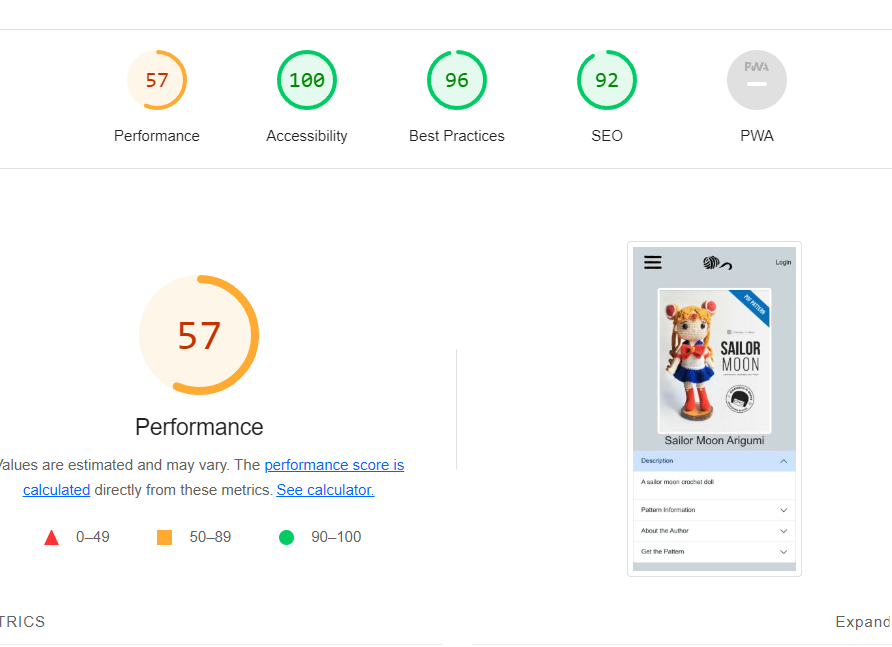 57
100
96
92
PWA
Performance
Accessibility
Best Practices
SEO
PWA
57
Performance
Values are estimated and may vary. The performance score is
calculated directly from these metrics. See calculator.
0–49
50–89
90–100
TRICS
Expand
Login
PDF PATTERN
SAILOR
MOON
Sailor Moon Arigumi
Description
A sailor moon crochet doll
Pattern Information
About the Author
Get the Pattern